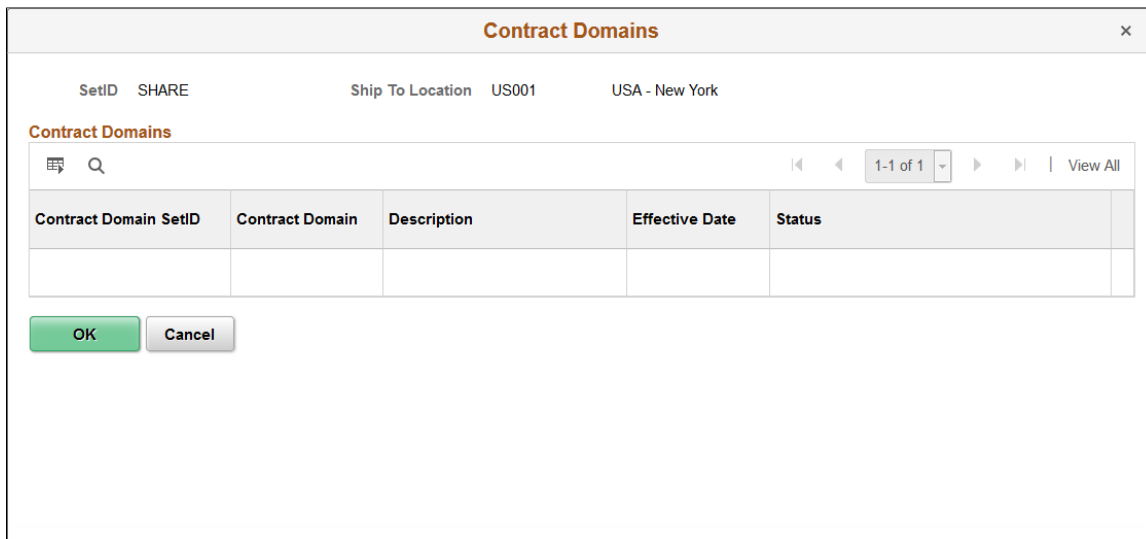 Contract Domains ×
SetID SHARE Ship To Location US001 USA - New York
Contract Domains
1-1 of 1 | View All
Contract Domain SetID Contract Domain Description Effective Date Status
OK Cancel